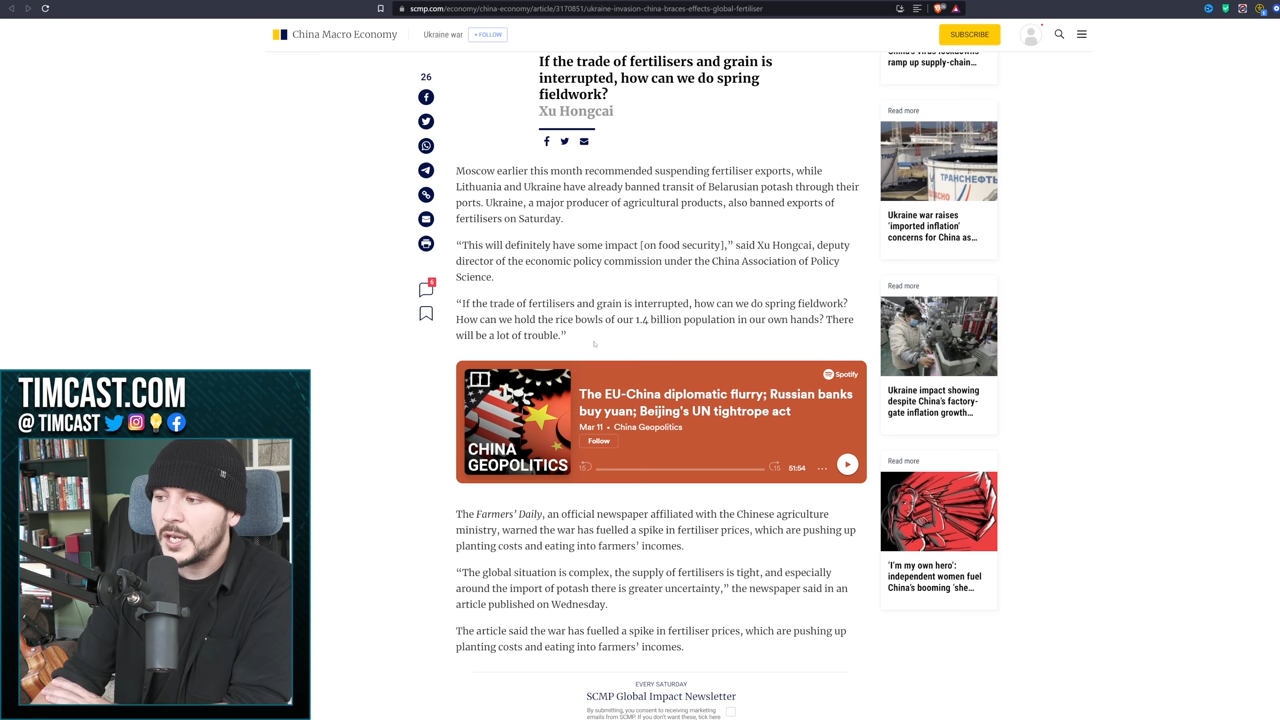 scmp.com/economy/china-economy/article/3170851/ukraine-invasion-china-braces-effects-global-fertiliser
China Macro Economy
Ukraine war
+ FOLLOW
SUBSCRIBE
If the trade of fertilisers and grain is
interrupted, how can we do spring
fieldwork?
Xu Hongcai
26
Moscow earlier this month recommended suspending fertiliser exports, while
Lithuania and Ukraine have already banned transit of Belarusian potash through their
ports. Ukraine, a major producer of agricultural products, also banned exports of
fertilisers on Saturday.
“This will definitely have some impact [on food security],” said Xu Hongcai, deputy
director of the economic policy commission under the China Association of Policy
Science.
“If the trade of fertilisers and grain is interrupted, how can we do spring fieldwork?
How can we hold the rice bowls of our 1.4 billion population in our own hands? There
will be a lot of trouble.”
Spotify
The EU-China diplomatic flurry; Russian banks
buy yuan; Beijing's UN tightrope act
Mar 11 • China Geopolitics
Follow
CHINA
GEOPOLITICS
15
15
51:54
The Farmers’ Daily, an official newspaper affiliated with the Chinese agriculture
ministry, warned the war has fuelled a spike in fertiliser prices, which are pushing up
planting costs and eating into farmers’ incomes.
“The global situation is complex, the supply of fertilisers is tight, and especially
around the import of potash there is greater uncertainty,” the newspaper said in an
article published on Wednesday.
The article said the war has fuelled a spike in fertiliser prices, which are pushing up
planting costs and eating into farmers’ incomes.
EVERY SATURDAY
SCMP Global Impact Newsletter
By submitting, you consent to receiving marketing
emails from SCMP. If you don't want these, tick here
ramp up supply-chain...
Read more
ТРАНСНЕФТЬ
Ukraine war raises
‘imported inflation’
concerns for China as...
Read more
Ukraine impact showing
despite China’s factory-
gate inflation growth...
Read more
‘I’m my own hero’:
independent women fuel
China’s booming ‘she...
TIMCAST.COM
@ TIMCAST